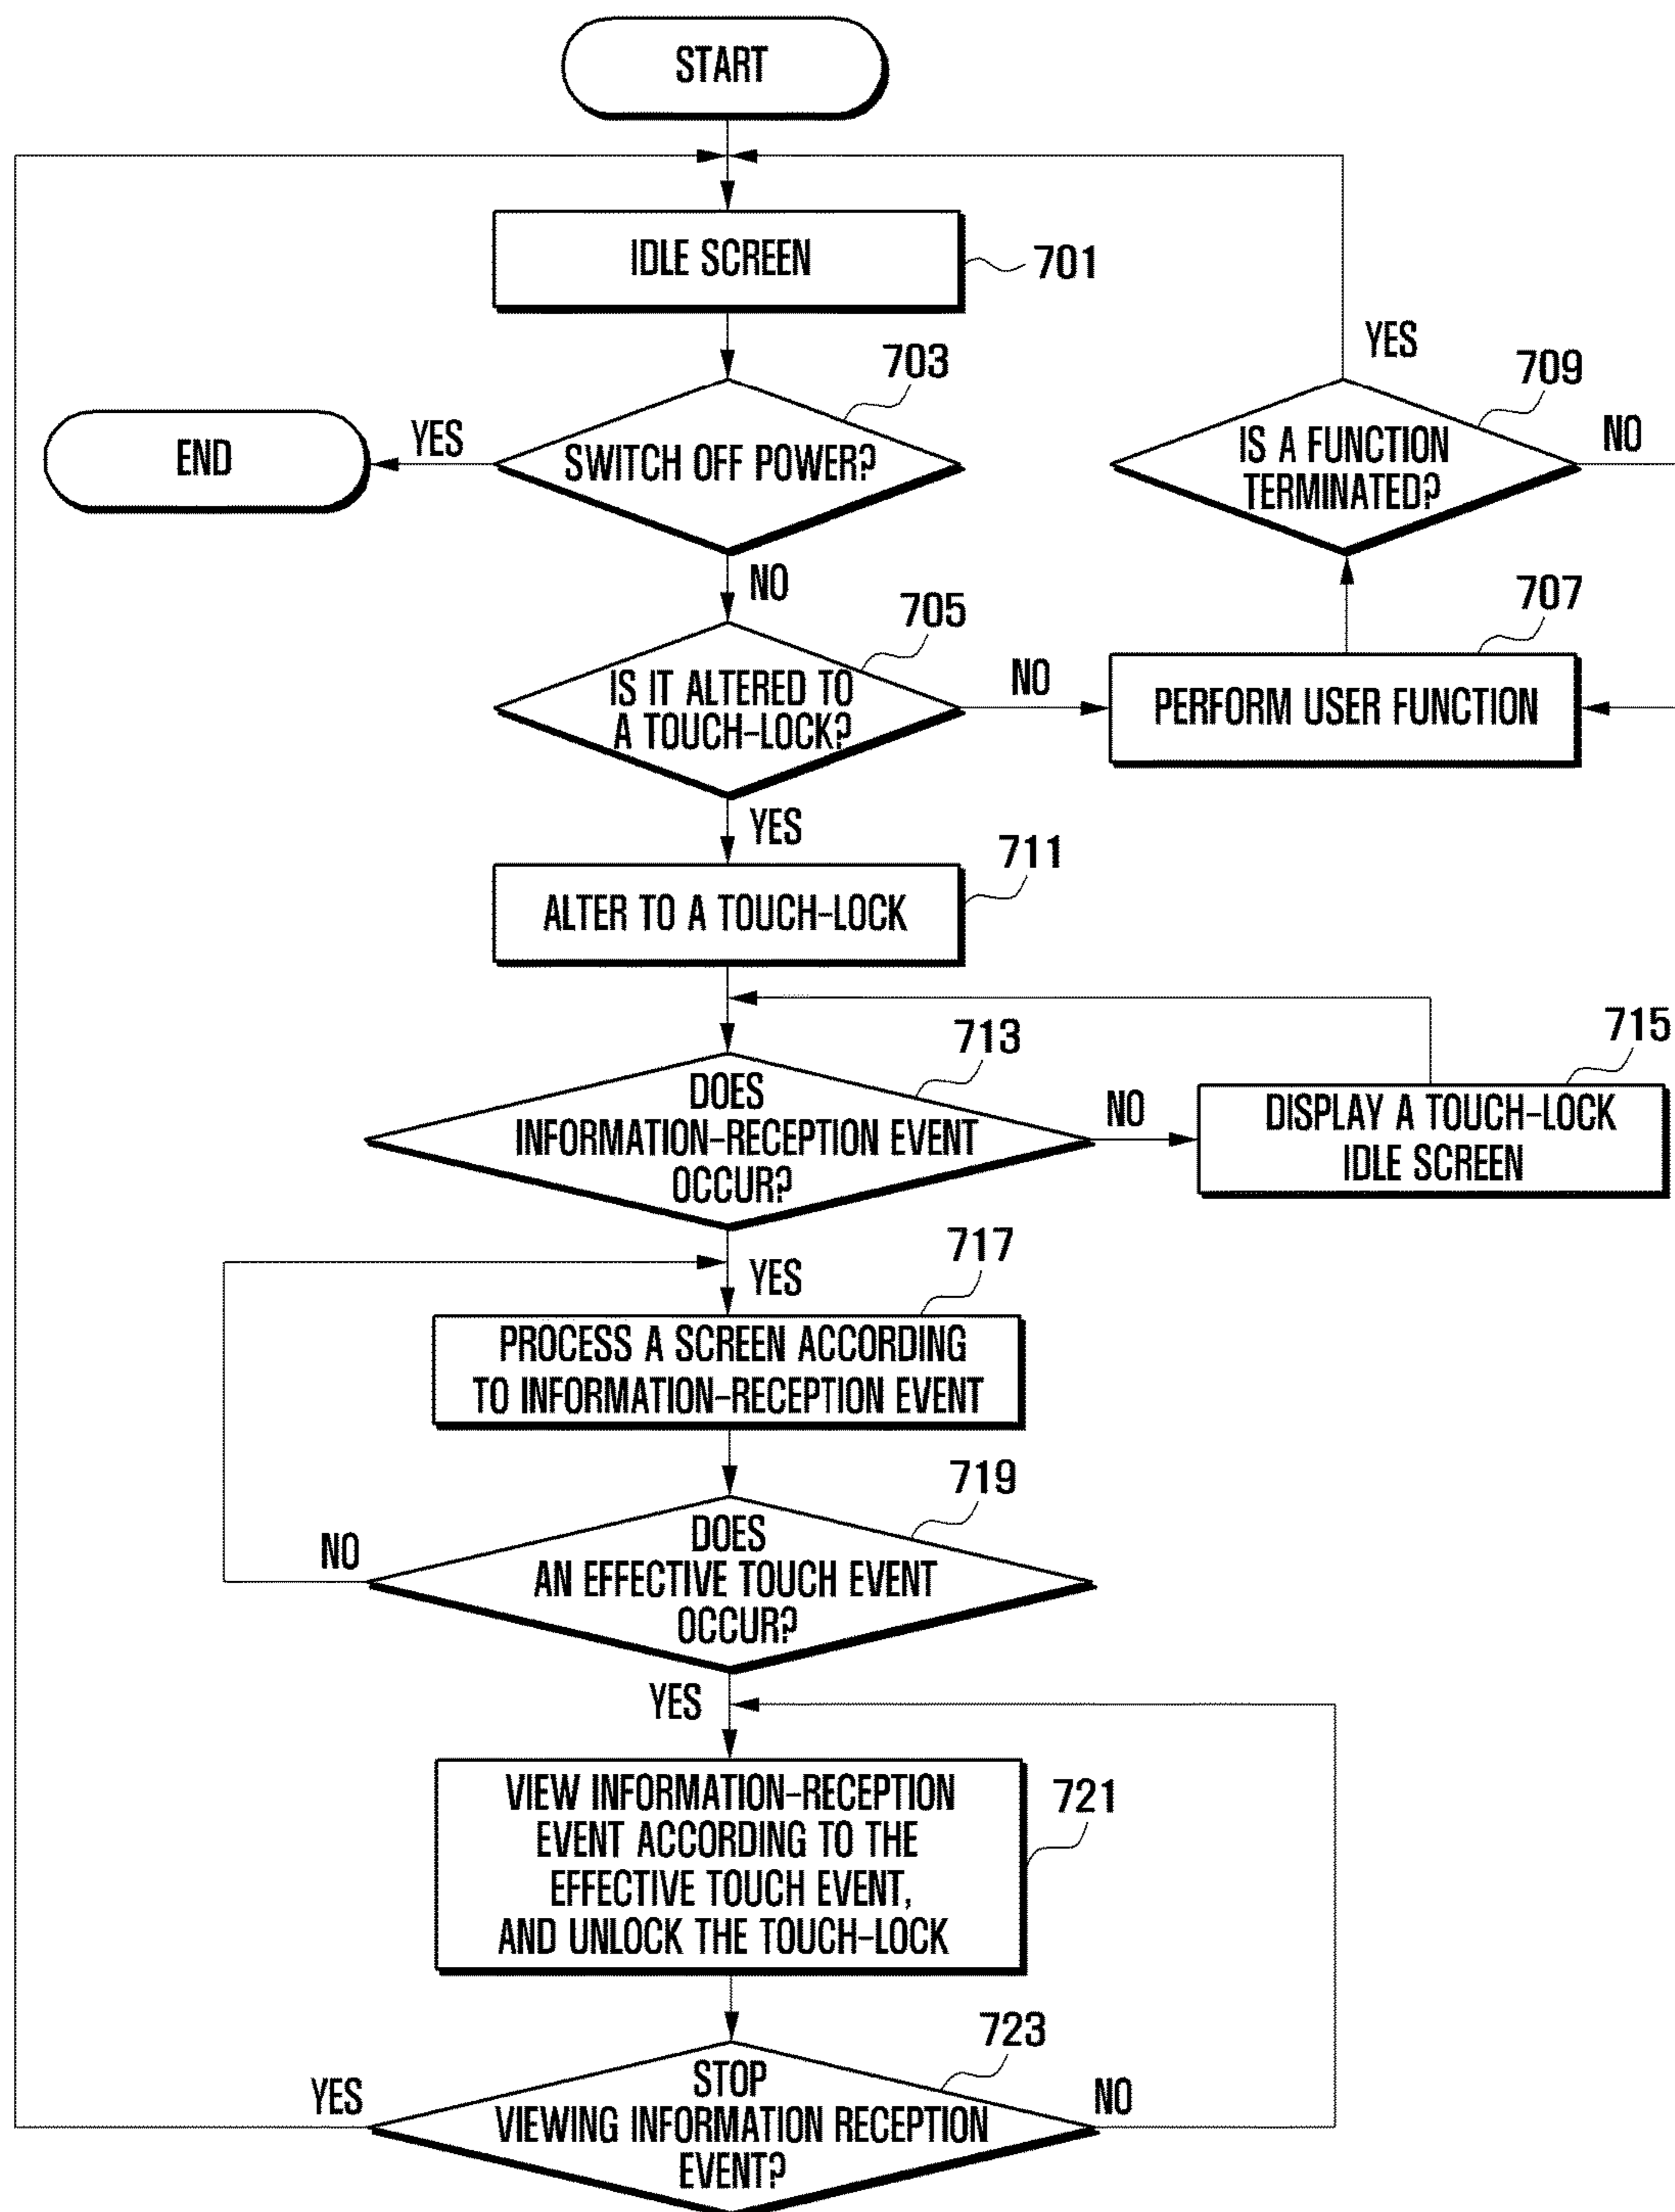 START
IDLE SCREEN
701
703
SWITCH OFF POWER?
YES
END
NO
705
IS IT ALTERED TO
A TOUCH-LOCK?
NO
707
PERFORM USER FUNCTION
709
IS A FUNCTION
TERMINATED?
YES
NO
YES
711
ALTER TO A TOUCH-LOCK
713
DOES
INFORMATION-RECEPTION EVENT
OCCUR?
NO
715
DISPLAY A TOUCH-LOCK
IDLE SCREEN
YES
717
PROCESS A SCREEN ACCORDING
TO INFORMATION-RECEPTION EVENT
719
DOES
AN EFFECTIVE TOUCH EVENT
OCCUR?
NO
YES
721
VIEW INFORMATION-RECEPTION
EVENT ACCORDING TO THE
EFFECTIVE TOUCH EVENT,
AND UNLOCK THE TOUCH-LOCK
723
STOP
VIEWING INFORMATION RECEPTION
EVENT?
YES
NO